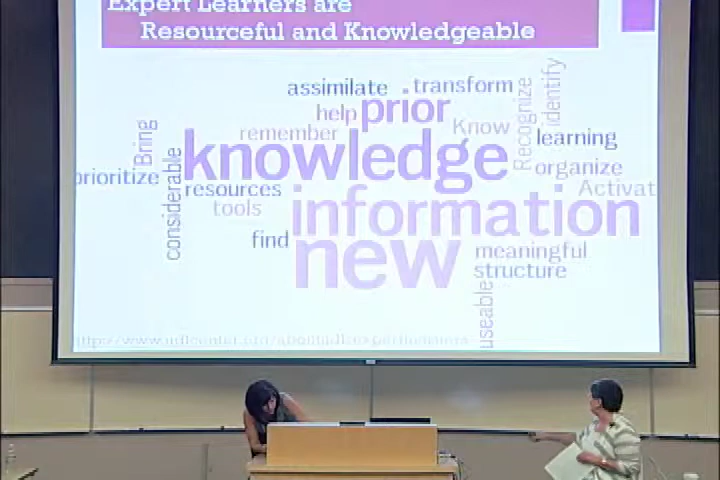 Expert Learners are
Resourceful and Knowledgeable
assimilate
transform
identify
help
prior
Recognize
remember
Know
Bring
knowledge
learning
prioritize
organize
considerable
resources
Activat
tools
information
find
new
meaningful
structure
useable